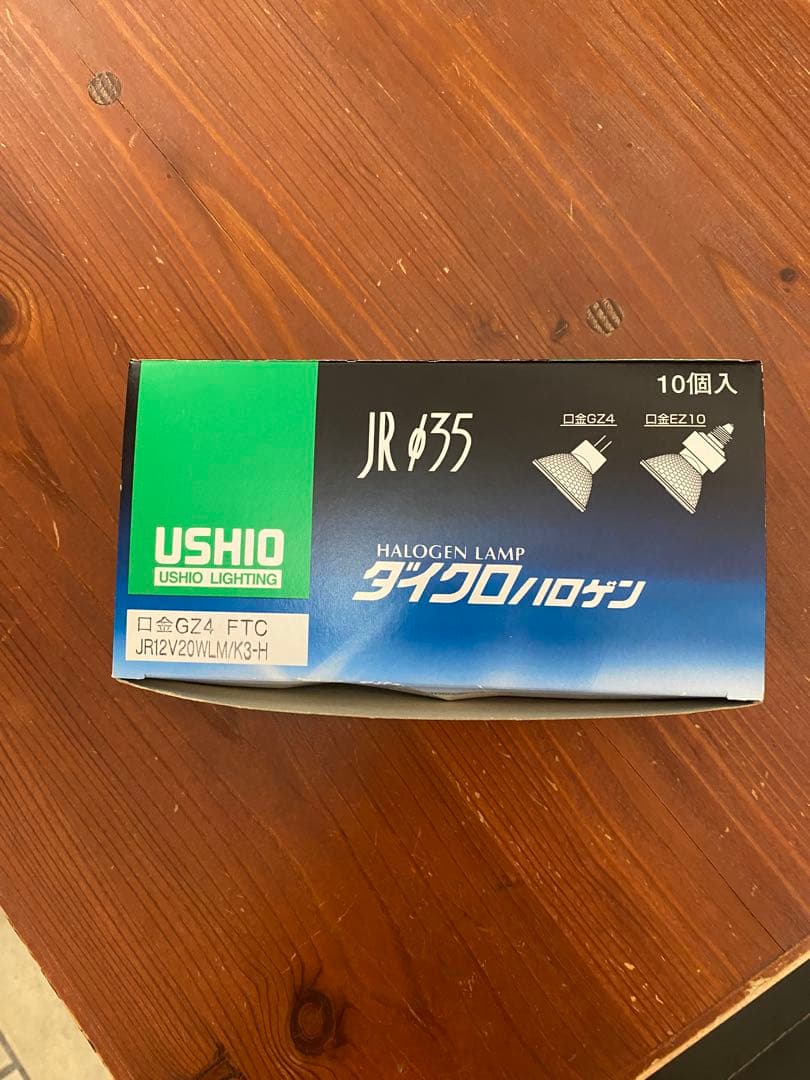 10個入
JR φ35
口金GZ4
口金EZ10
USHIO
USHIO LIGHTING
HALOGEN LAMP
ダイクロハロゲン
口金GZ4 FTC
JR12V20WLM/K3-H